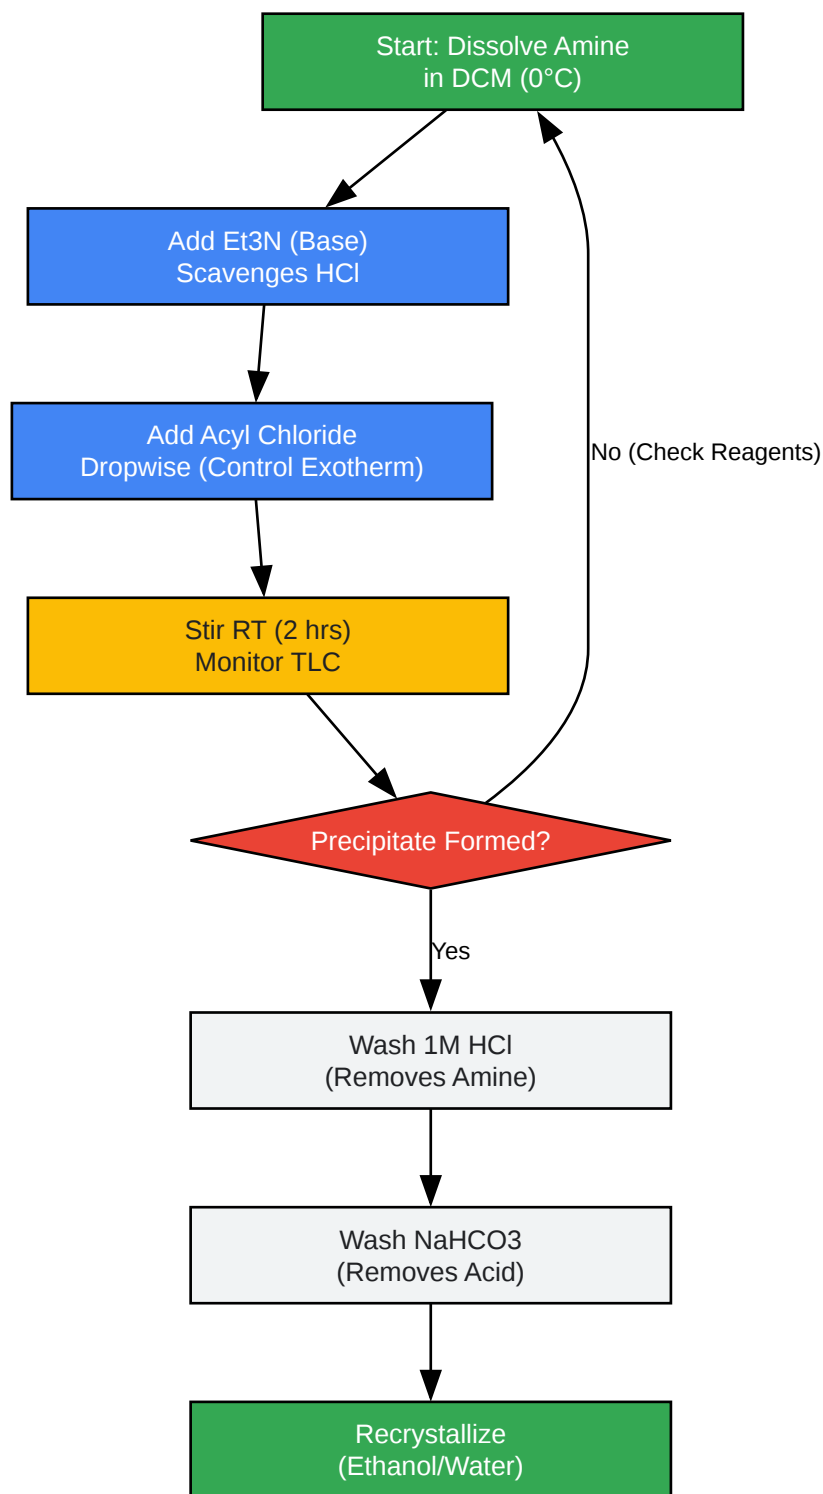 Start: Dissolve Amine
in DCM (0°C)
Add Et3N (Base)
Scavenges HCl
Add Acyl Chloride
Dropwise (Control Exotherm)
No (Check Reagents)
Stir RT (2 hrs)
Monitor TLC
Precipitate Formed?
Yes
Wash 1M HCl
(Removes Amine)
Wash NaHCO3
(Removes Acid)
Recrystallize
(Ethanol/Water)